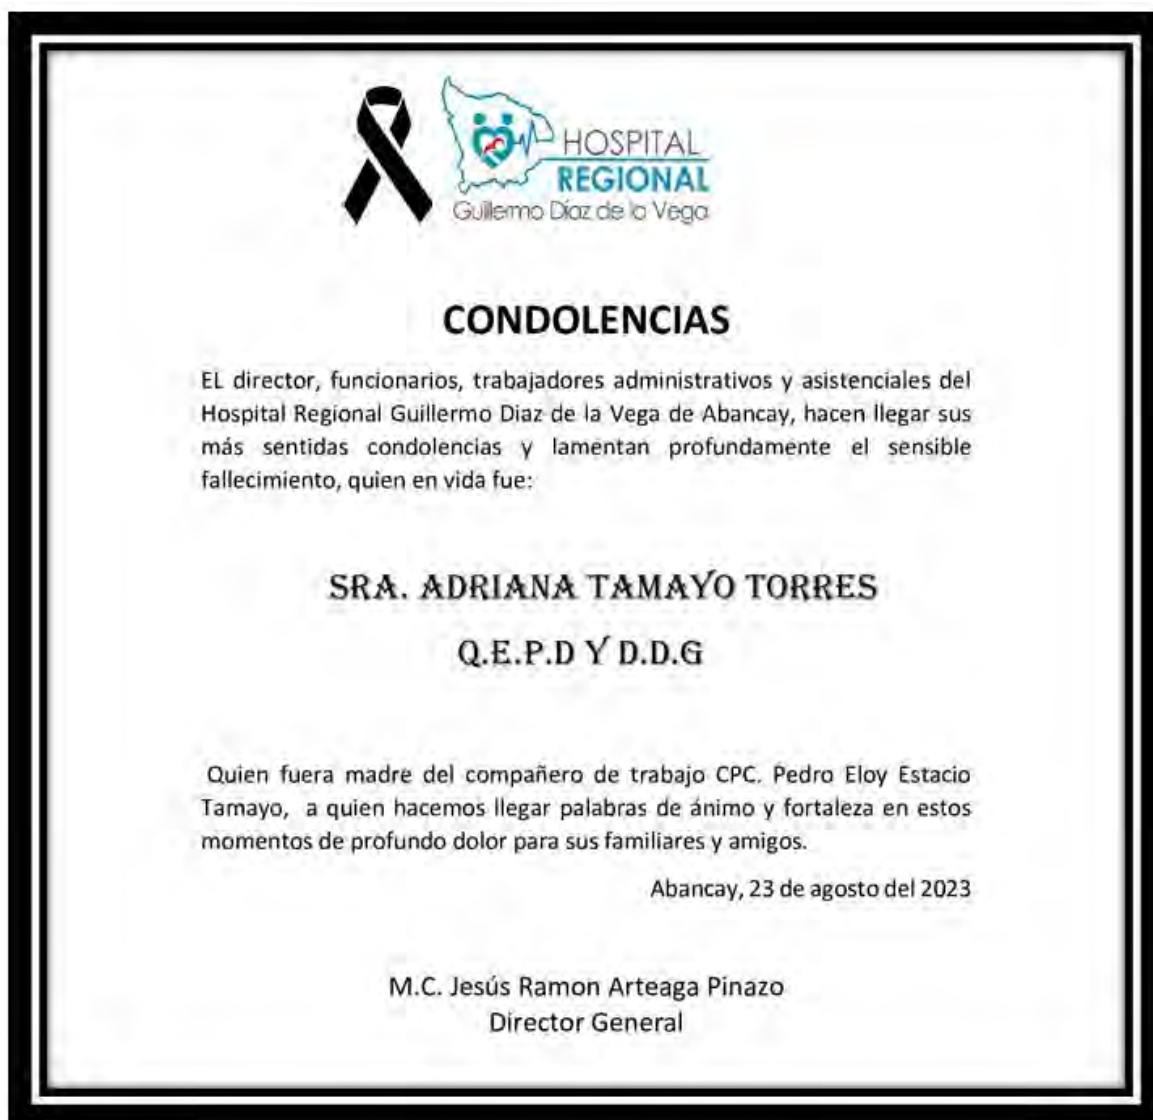 HOSPITAL
REGIONAL
Guillermo Díaz de la Vega
CONDOLENCIAS
EL director, funcionarios, trabajadores administrativos y asistenciales del
Hospital Regional Guillermo Diaz de la Vega de Abancay, hacen llegar sus
más sentidas condolencias y lamentan profundamente el sensible
fallecimiento, quien en vida fue:
SRA. ADRIANA TAMAYO TORRES
Q.E.P.D Y D.D.G
Quien fuera madre del compañero de trabajo CPC. Pedro Eloy Estacio
Tamayo, a quien hacemos llegar palabras de ánimo y fortaleza en estos
momentos de profundo dolor para sus familiares y amigos.
Abancay, 23 de agosto del 2023
M.C. Jesús Ramon Arteaga Pinazo
Director General